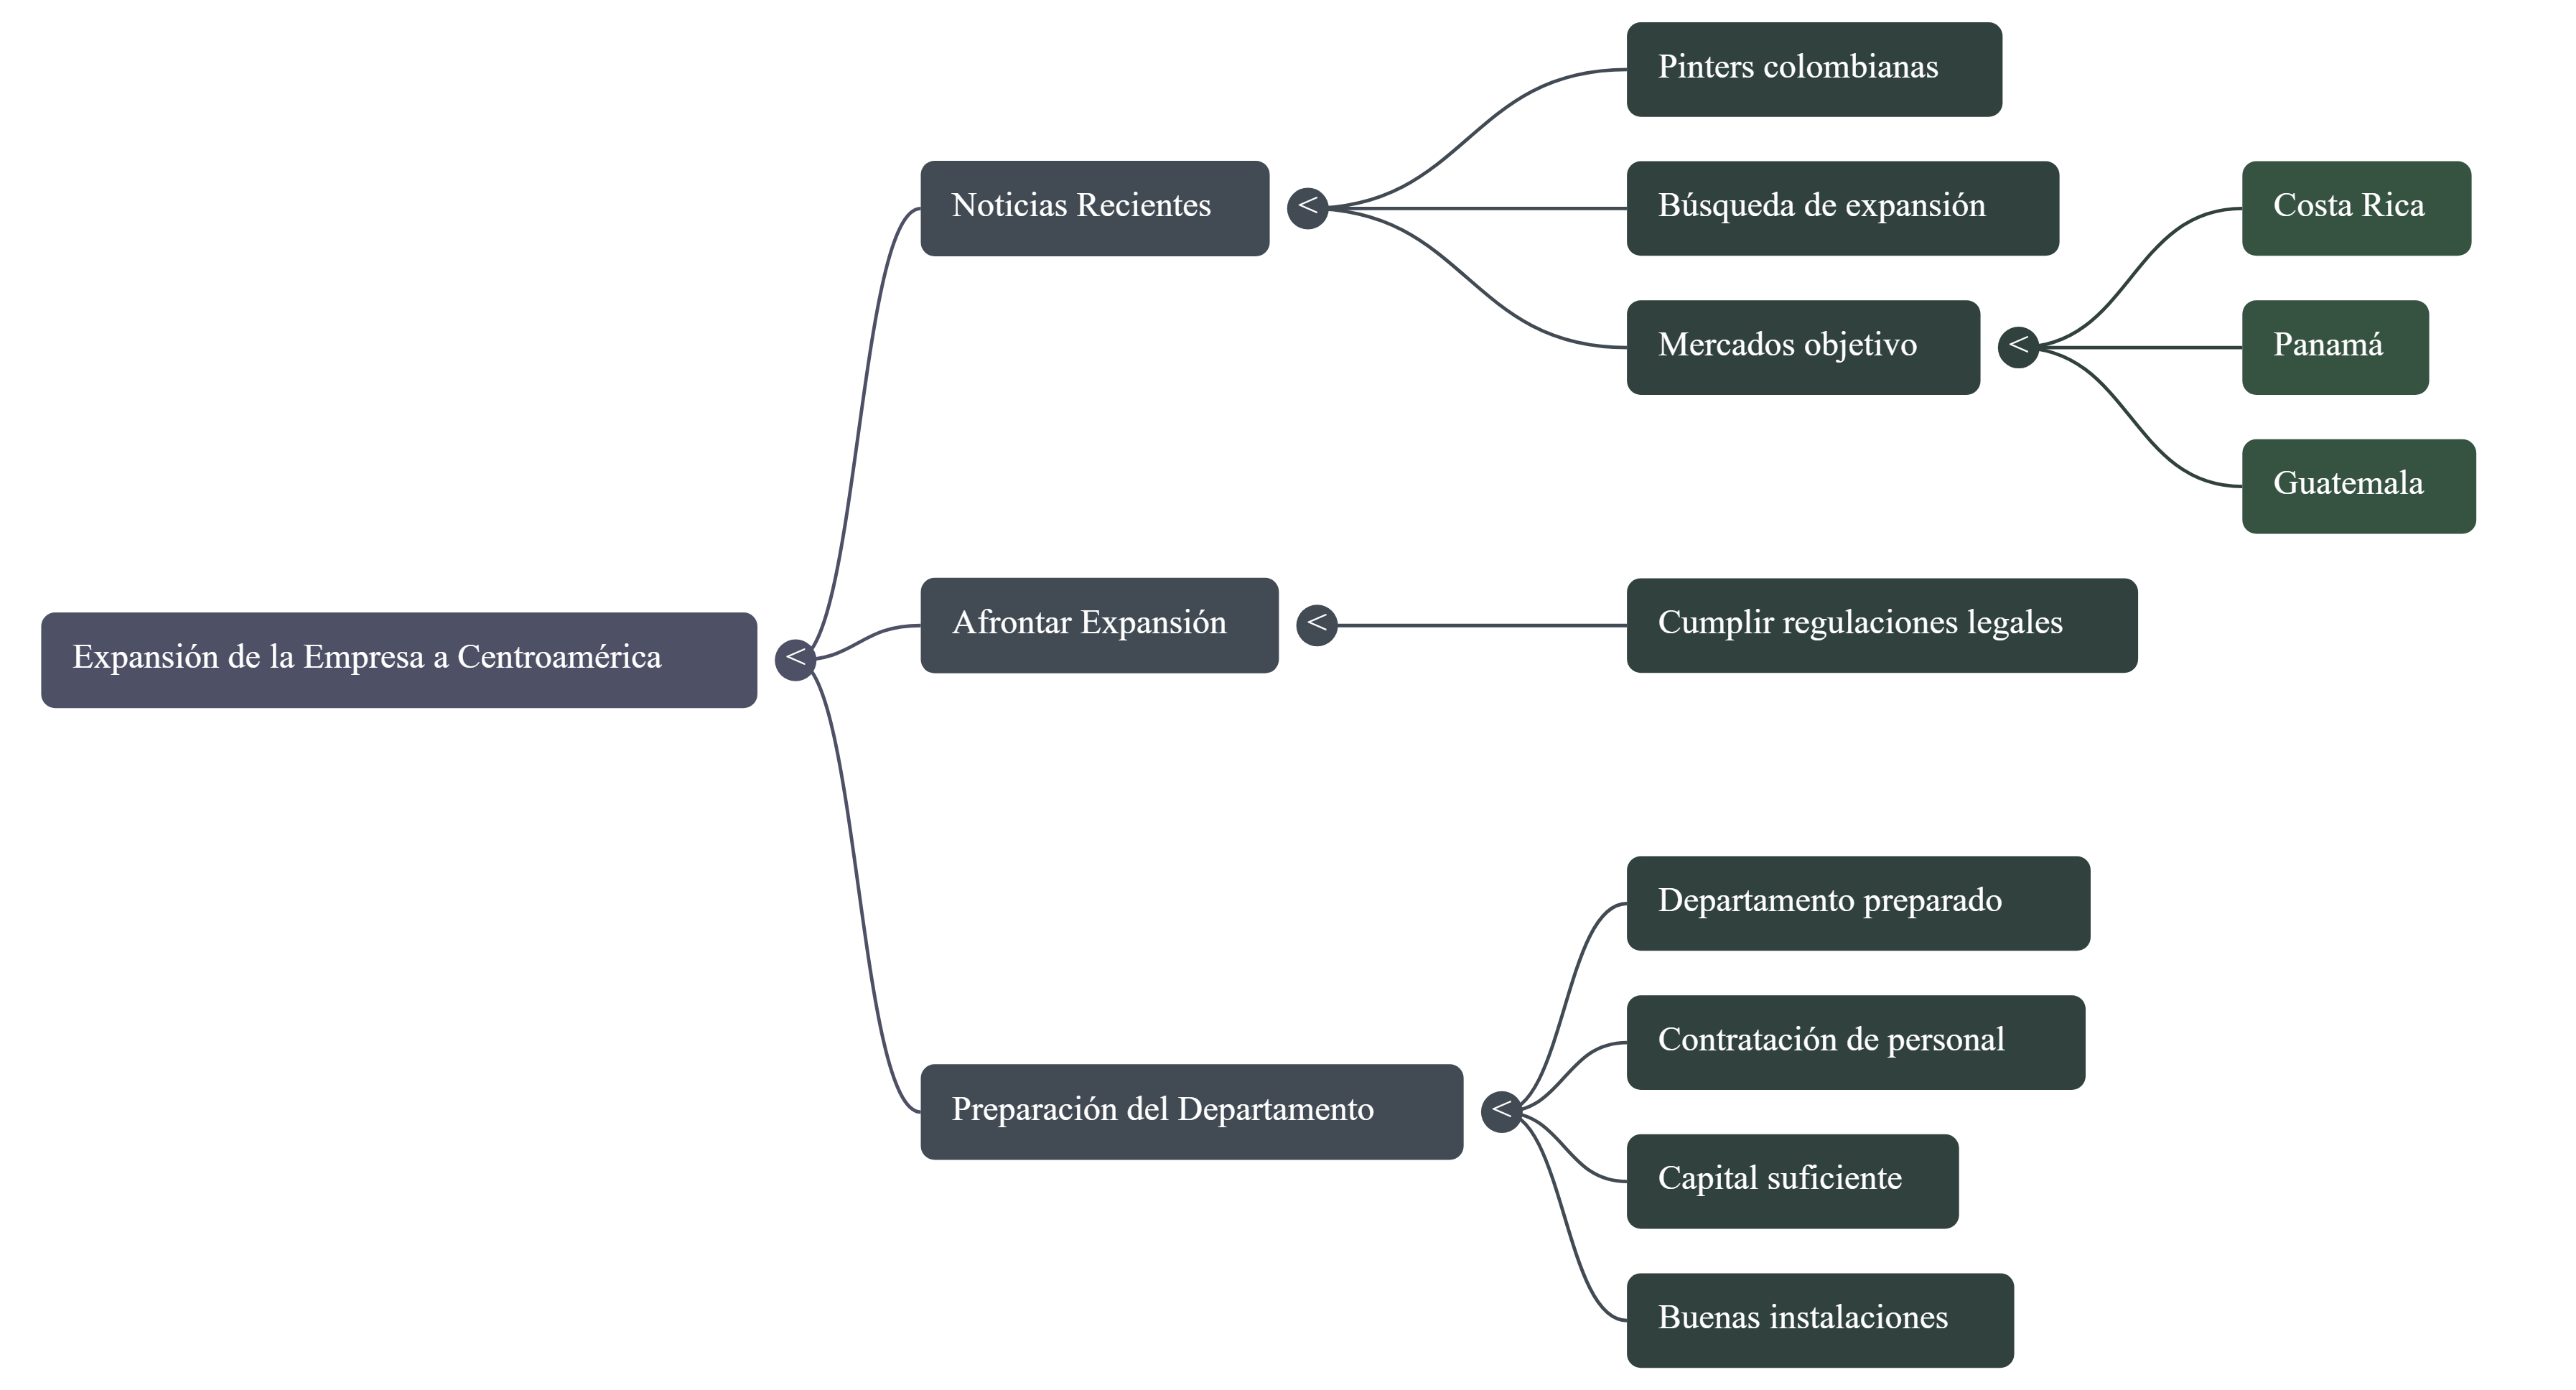 Expansión de la Empresa a Centroamérica
<
Noticias Recientes
<
Pinters colombianas
Búsqueda de expansión
Mercados objetivo
<
Costa Rica
Panamá
Guatemala
Afrontar Expansión
<
Cumplir regulaciones legales
Preparación del Departamento
<
Departamento preparado
Contratación de personal
Capital suficiente
Buenas instalaciones